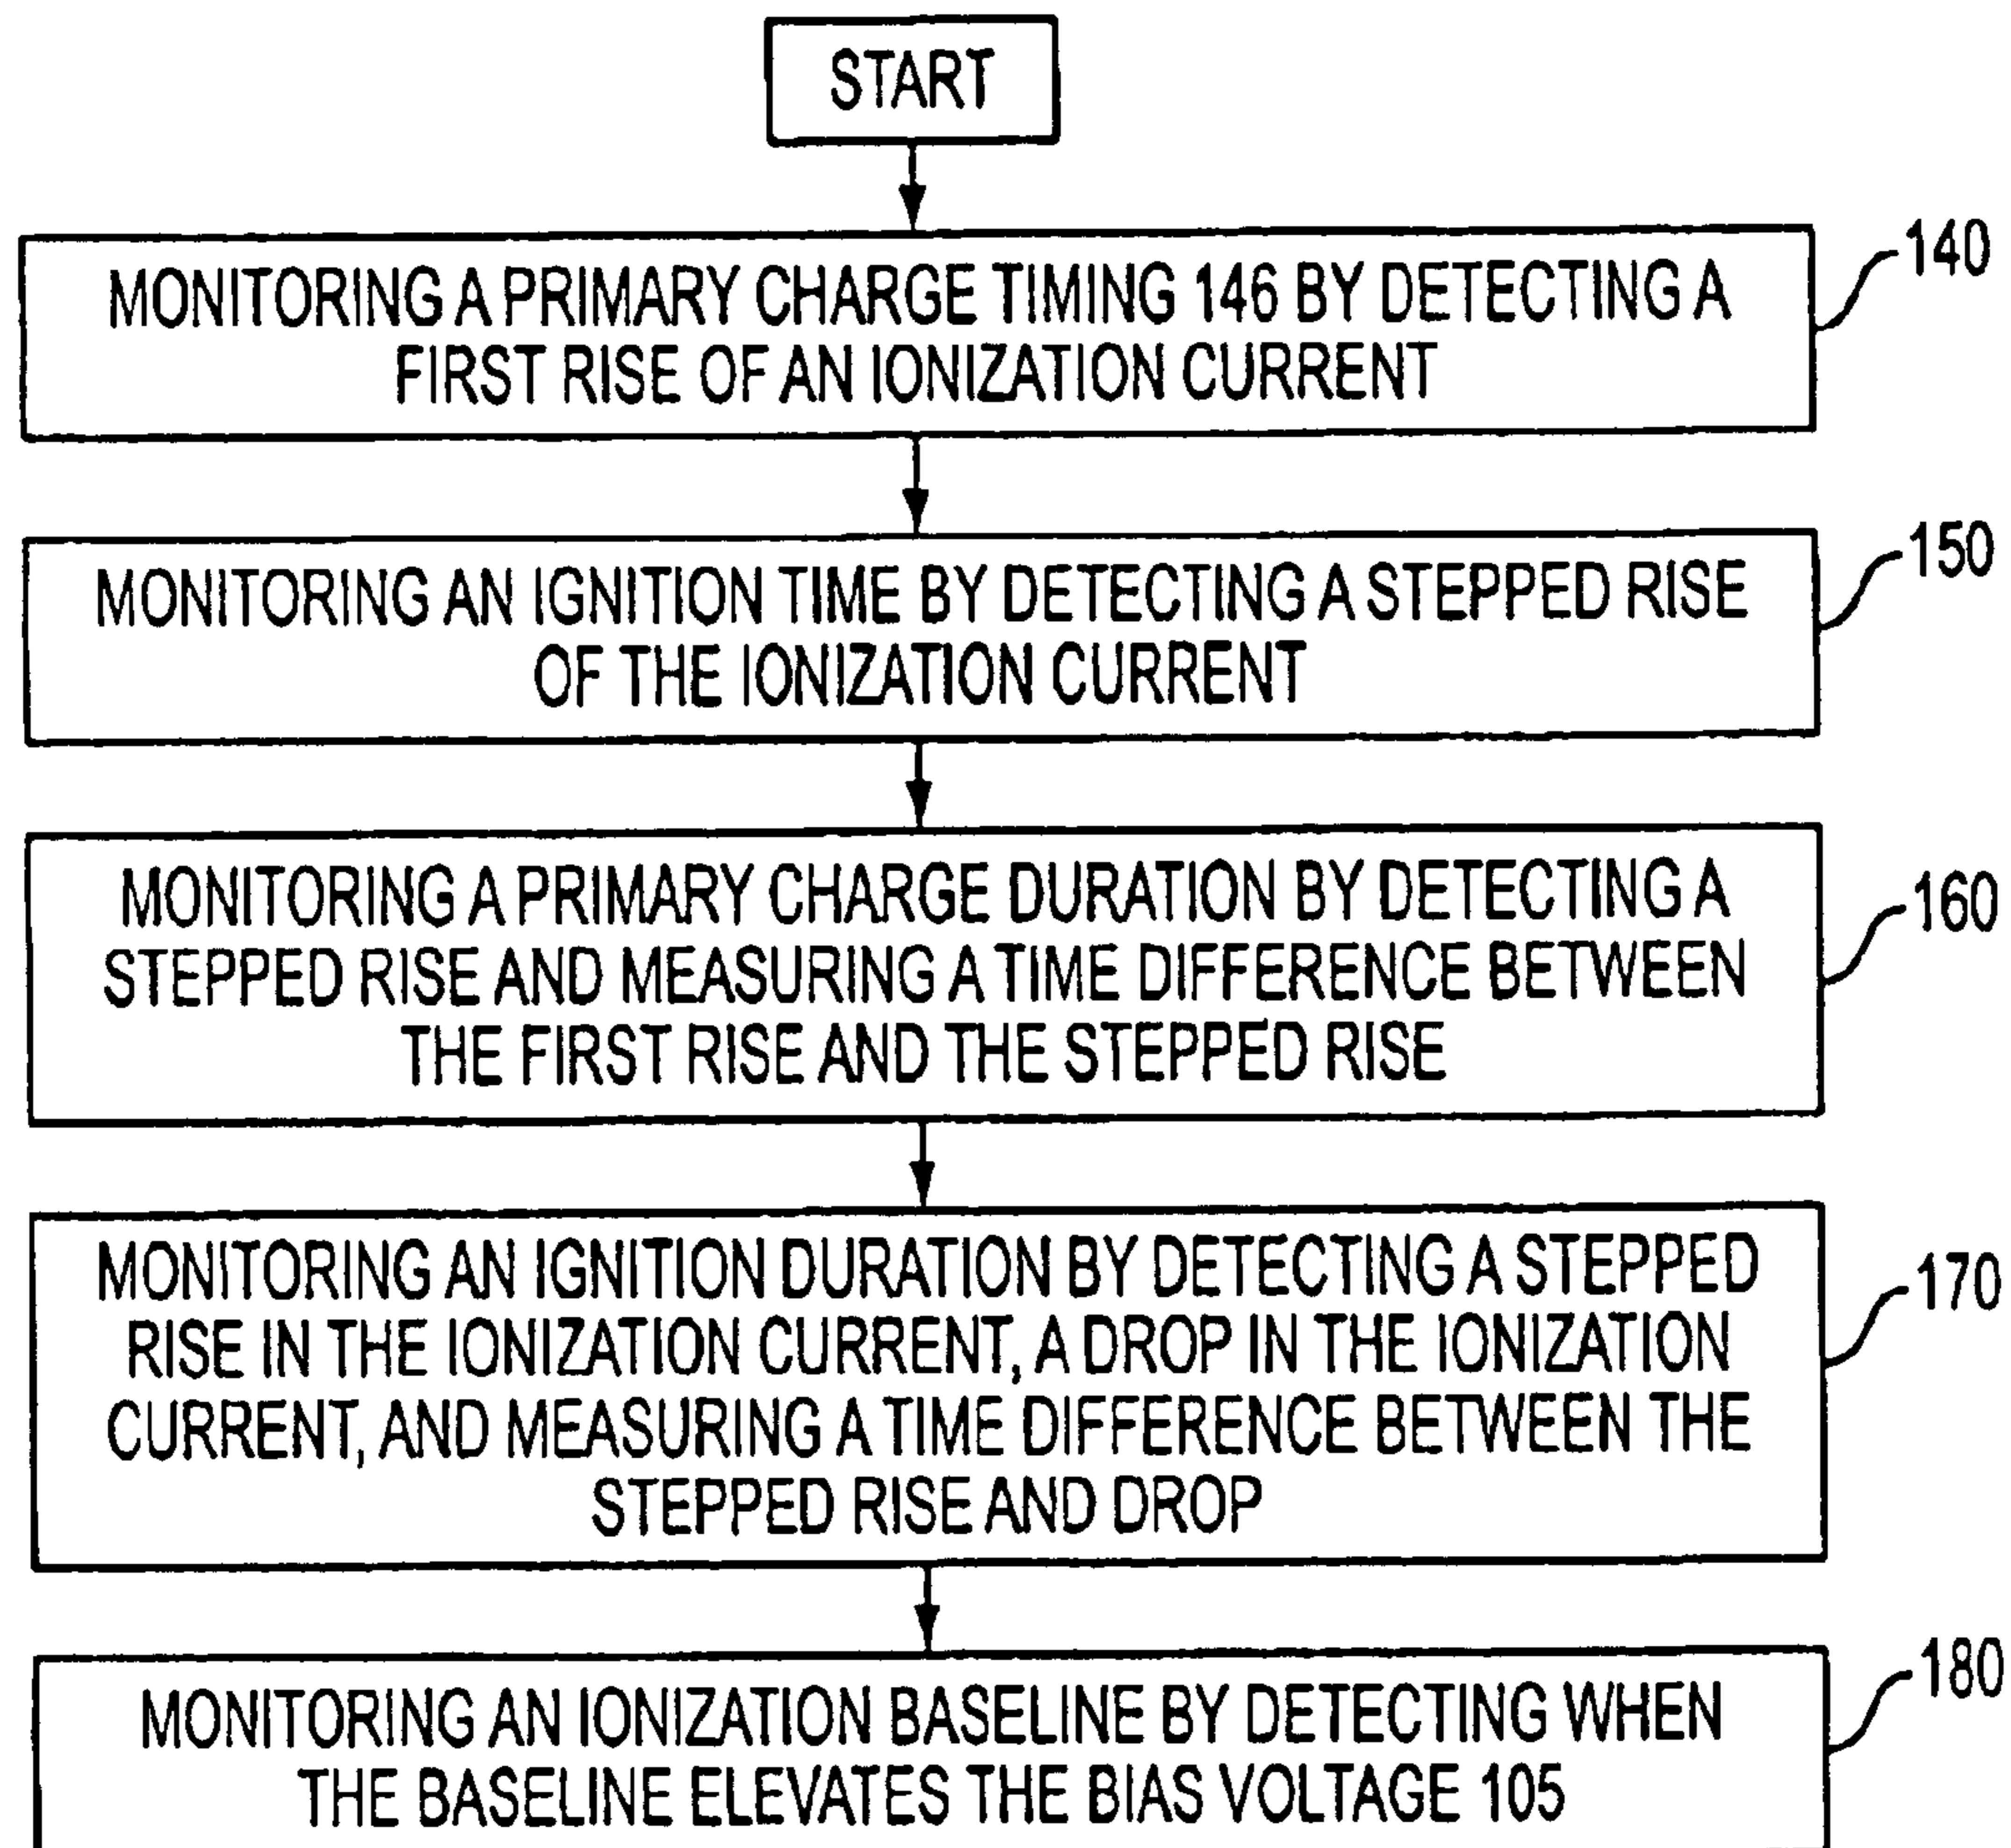 START
MONITORING A PRIMARY CHARGE TIMING 146 BY DETECTING A
FIRST RISE OF AN IONIZATION CURRENT
140
MONITORING AN IGNITION TIME BY DETECTING A STEPPED RISE
OF THE IONIZATION CURRENT
150
MONITORING A PRIMARY CHARGE DURATION BY DETECTING A
STEPPED RISE AND MEASURING A TIME DIFFERENCE BETWEEN
THE FIRST RISE AND THE STEPPED RISE
160
MONITORING AN IGNITION DURATION BY DETECTING A STEPPED
RISE IN THE IONIZATION CURRENT, A DROP IN THE IONIZATION
CURRENT, AND MEASURING A TIME DIFFERENCE BETWEEN THE
STEPPED RISE AND DROP
170
MONITORING AN IONIZATION BASELINE BY DETECTING WHEN
THE BASELINE ELEVATES THE BIAS VOLTAGE 105
180